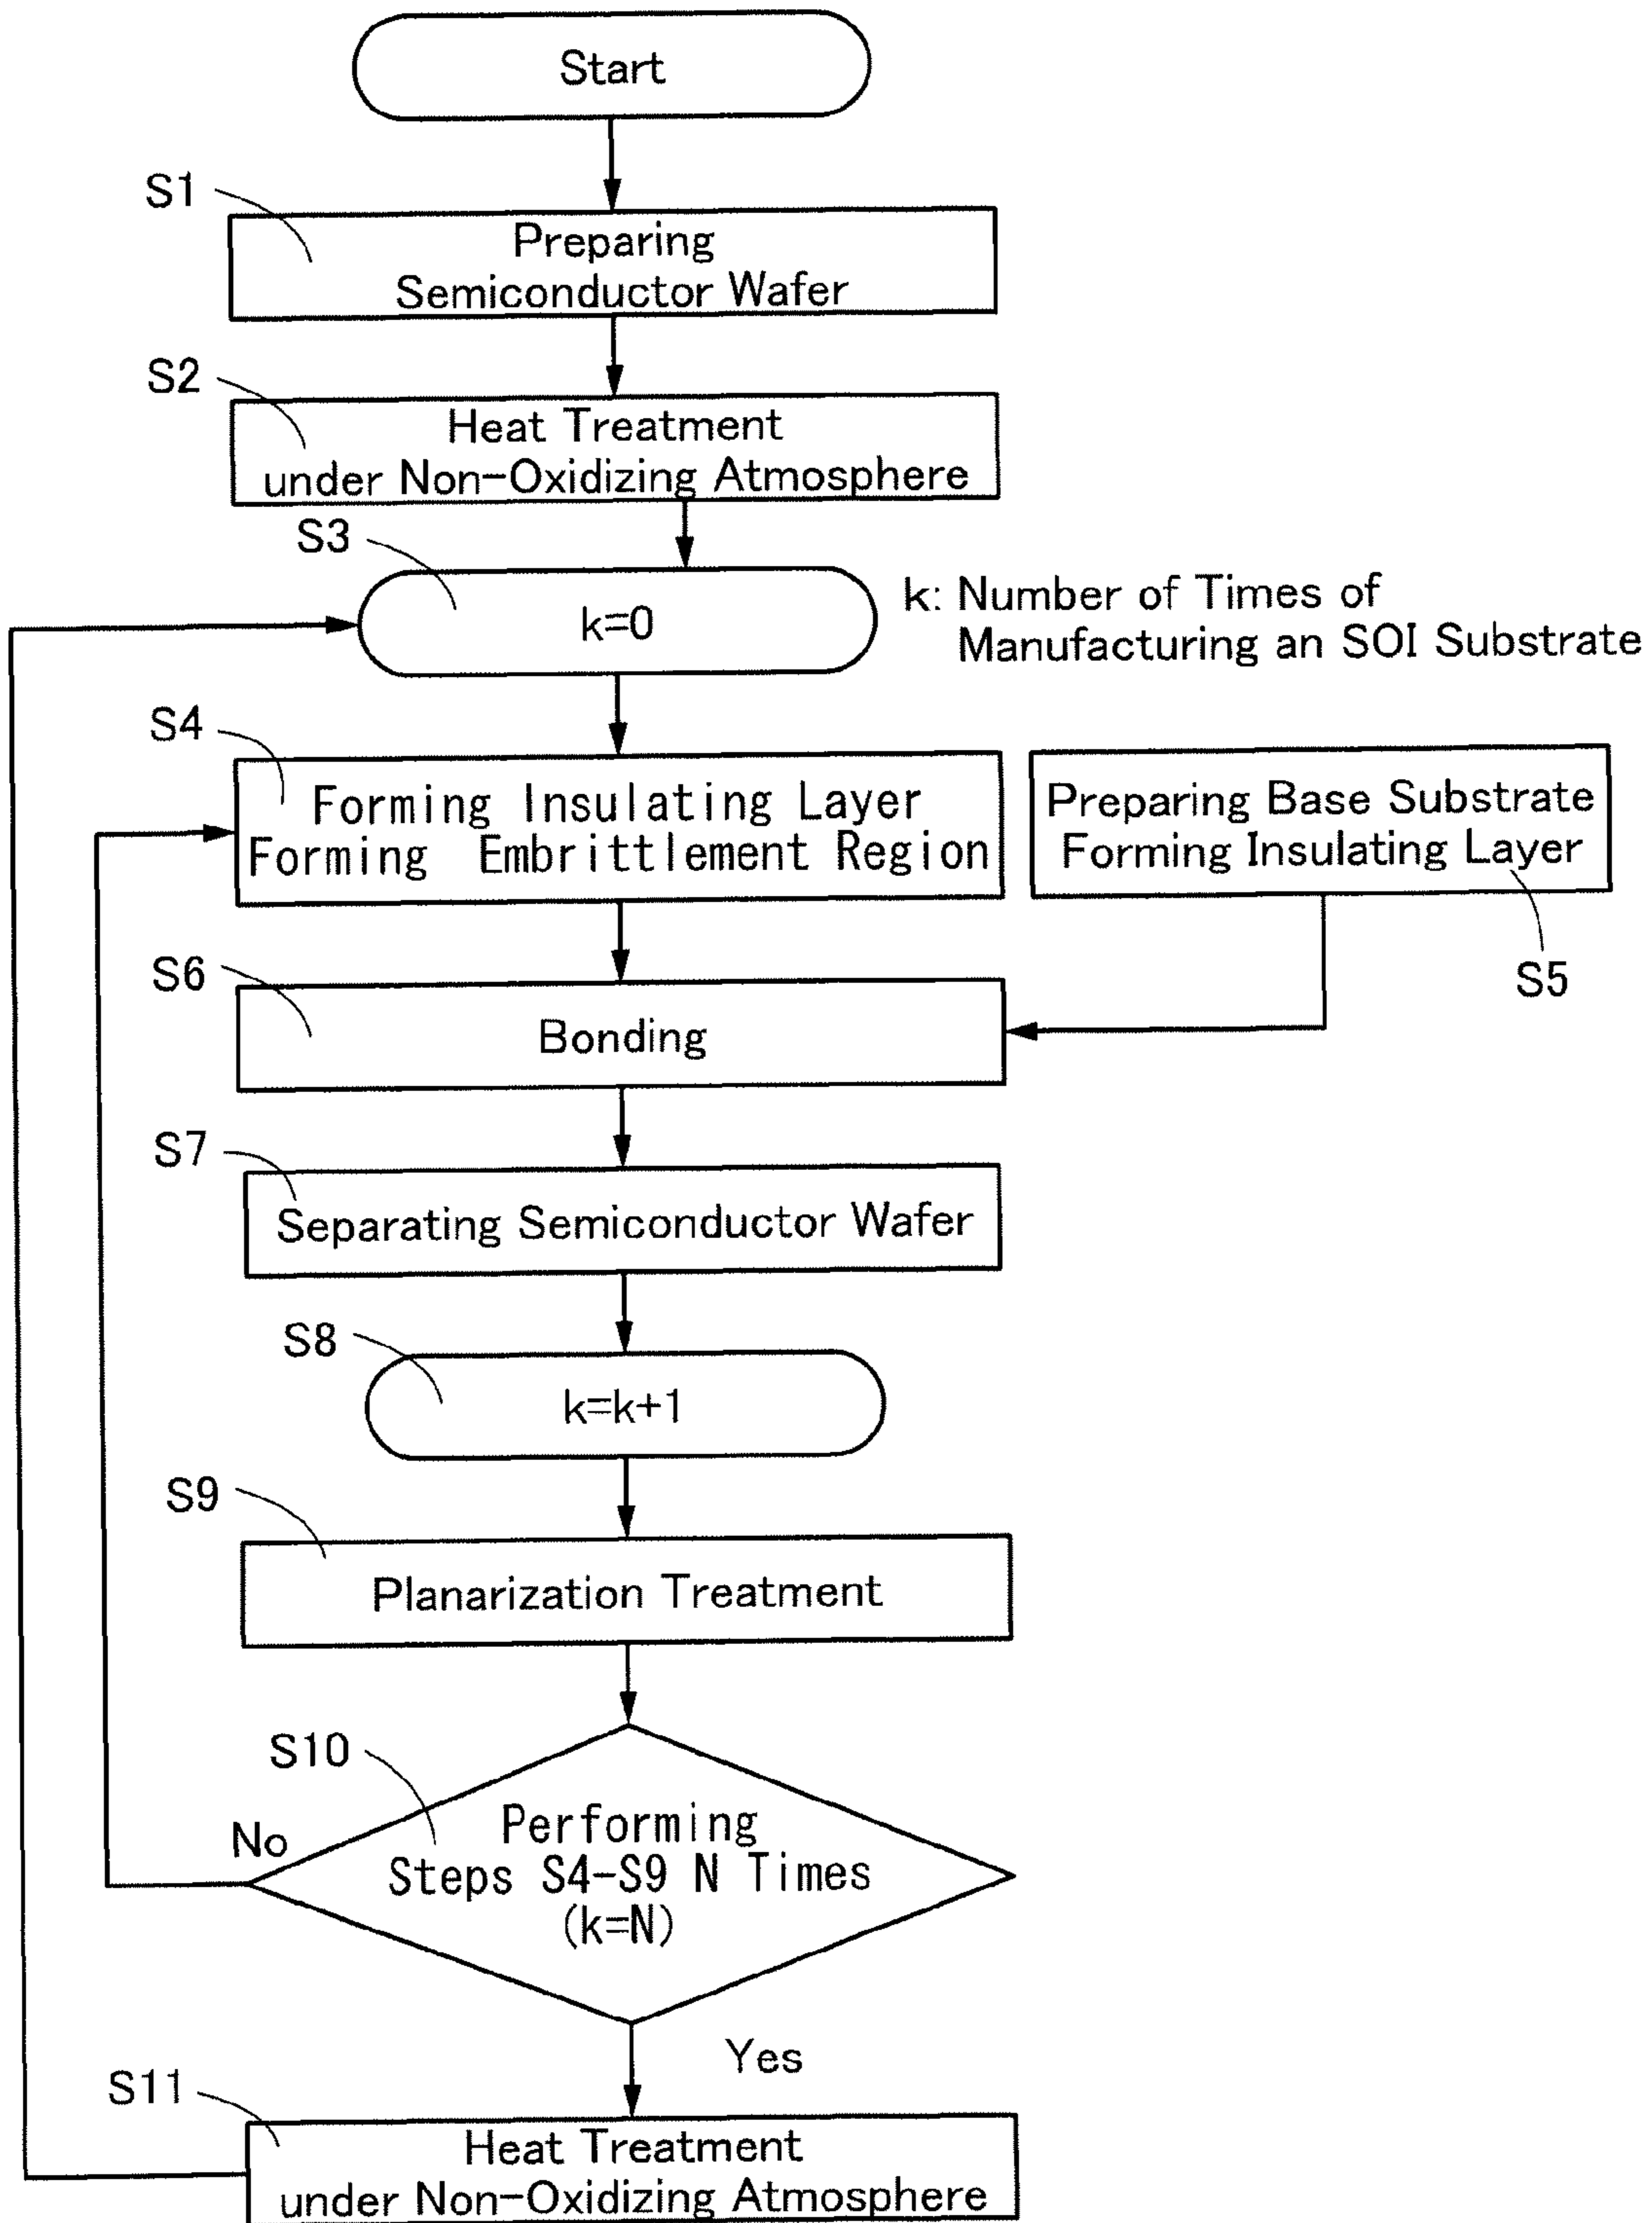 Start
S1
Preparing
Semiconductor Wafer
S2
Heat Treatment
under Non-Oxidizing Atmosphere
S3
k=0
k: Number of Times of
Manufacturing an SOI Substrate
S4
Forming Insulating Layer
Forming Embrittlement Region
Preparing Base Substrate
Forming Insulating Layer
S5
S6
Bonding
S7
Separating Semiconductor Wafer
S8
k=k+1
S9
Planarization Treatment
S10
No
Performing
Steps S4-S9 N Times
(k=N)
Yes
S11
Heat Treatment
under Non-Oxidizing Atmosphere